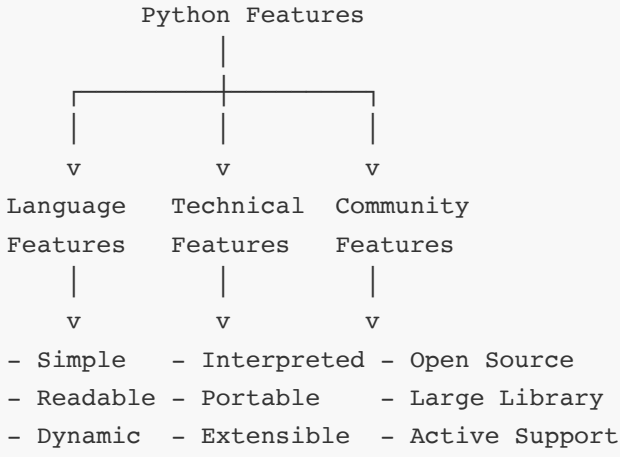 Python Features
v v v
Language Technical Community
Features Features Features
v v v
- Simple - Interpreted - Open Source
- Readable - Portable - Large Library
- Dynamic - Extensible - Active Support